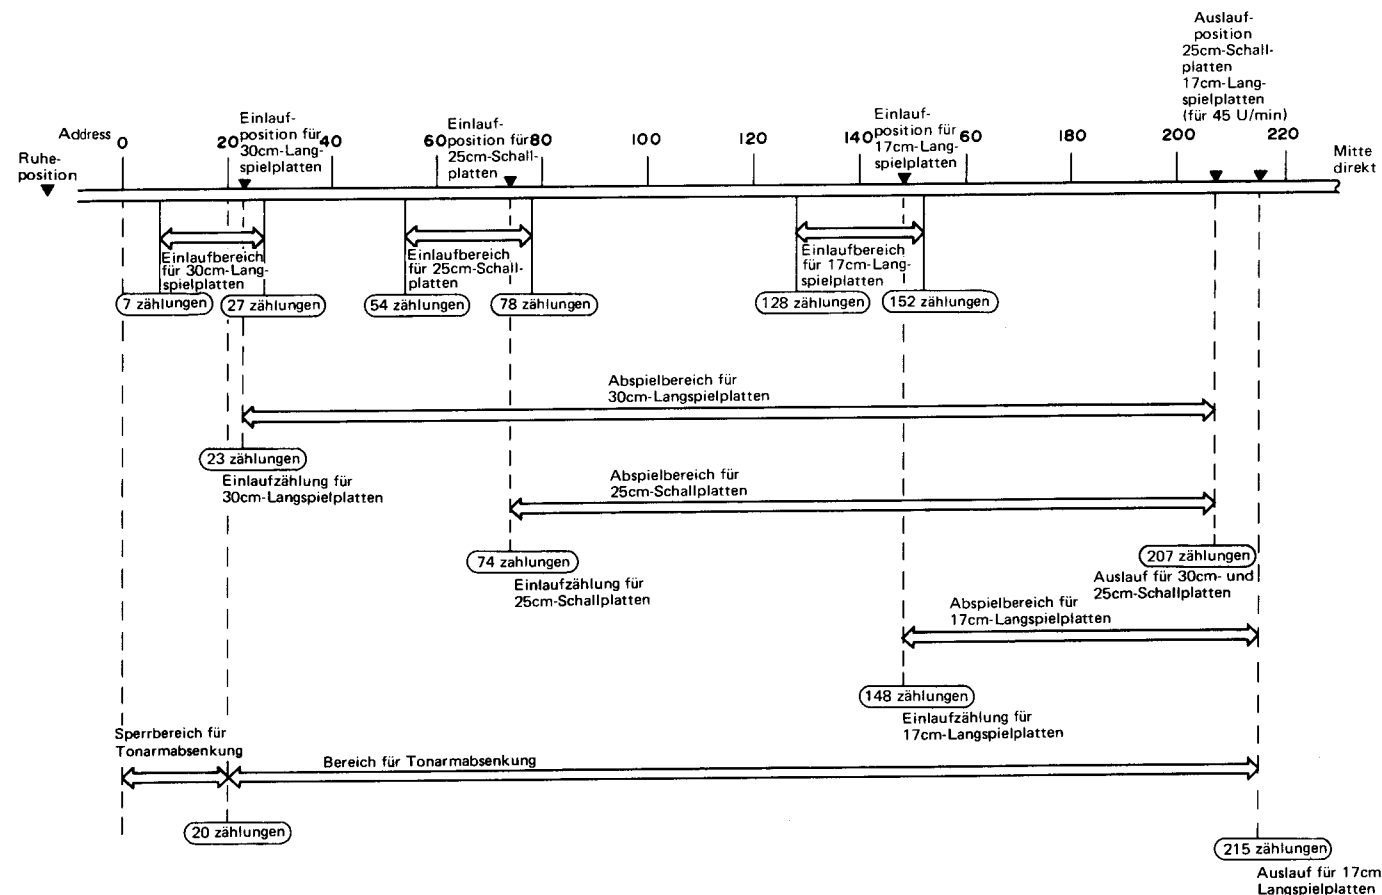 Auslauf-
position
25cm-Schall-
platten
17cm-Lang-
spielplatten
(für 45 U/min)
Einlauf-
position für
30cm-Lang-
spielplatten
Einlauf-
position für
25cm-Schall-
platten
Einlauf-
position für
17cm-Lang-
spielplatten
Address 0 20 40 60 80 100 120 140 160 180 200 220
Ruhe-
position
Mitte
direkt
Einlaufbereich
für 30cm-Lang-
spielplatten
Einlaufbereich
für 25cm-Schall-
platten
Einlaufbereich
für 17cm-Lang-
spielplatten
7 zählungen 27 zählungen 54 zählungen 78 zählungen 128 zählungen 152 zählungen
Abspielbereich für
30cm-Langspielplatten
23 zählungen
Einlaufzählung für
30cm-Langspielplatten
Abspielbereich für
25cm-Schallplatten
74 zahlungen
Einlaufzählung für
25cm-Schallplatten
207 zählungen
Auslauf für 30cm- und
25cm-Schallplatten
Abspielbereich für
17cm-Langspielplatten
148 zählungen
Einlaufzählung für
17cm-Langspielplatten
Sperrbereich für
Tonarmabsenkung
Bereich für Tonarmabsenkung
20 zählungen
215 zählungen
Auslauf für 17cm
Langspielplatten